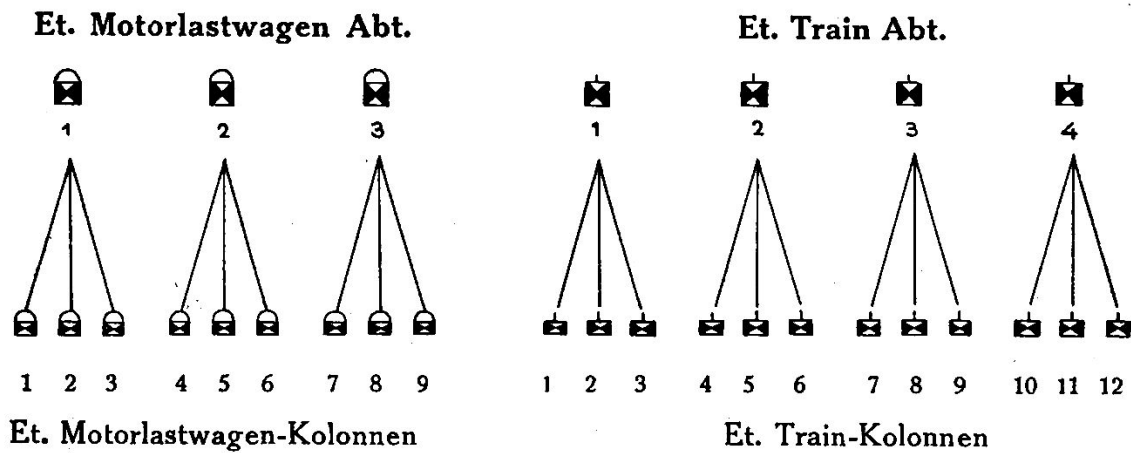 Et. Motorlastwagen Abt.
1 2 3
1 2 3 4 5 6 7 8 9
Et. Motorlastwagen-Kolonnen
Et. Train Abt.
1 2 3 4
1 2 3 4 5 6 7 8 9 10 11 12
Et. Train-Kolonnen